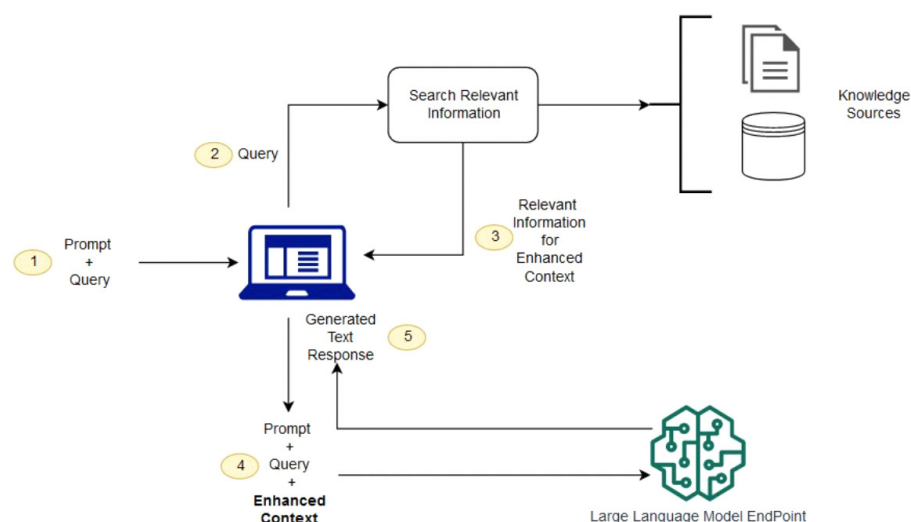 Search Relevant
Information
Knowledge
Sources
2
Query
Relevant
Information
for
Enhanced
Context
3
1
Prompt
+
Query
Generated
Text
Response
5
Prompt
+
Query
+
Enhanced
Context
4
Large Language Model EndPoint